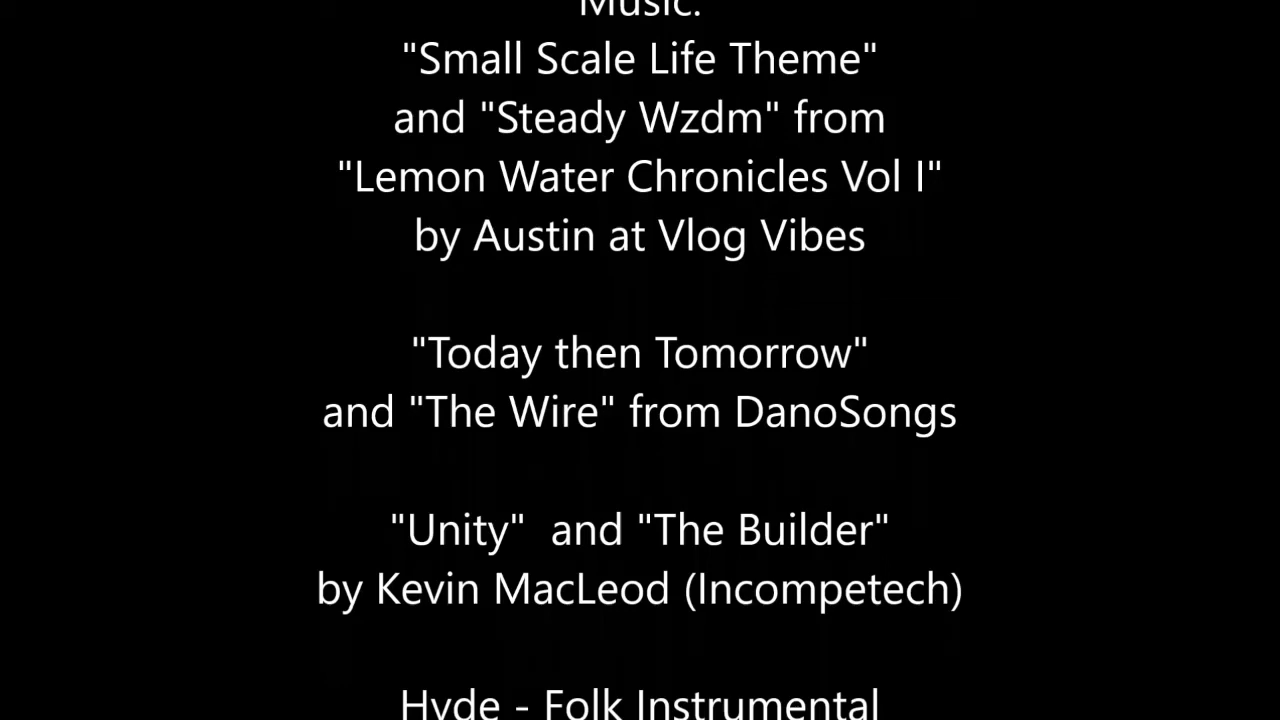 Music:
"Small Scale Life Theme"
and "Steady Wzdm" from
"Lemon Water Chronicles Vol I"
by Austin at Vlog Vibes
"Today then Tomorrow"
and "The Wire" from DanoSongs
"Unity"  and "The Builder"
by Kevin MacLeod (Incompetech)
Hyde - Folk Instrumental